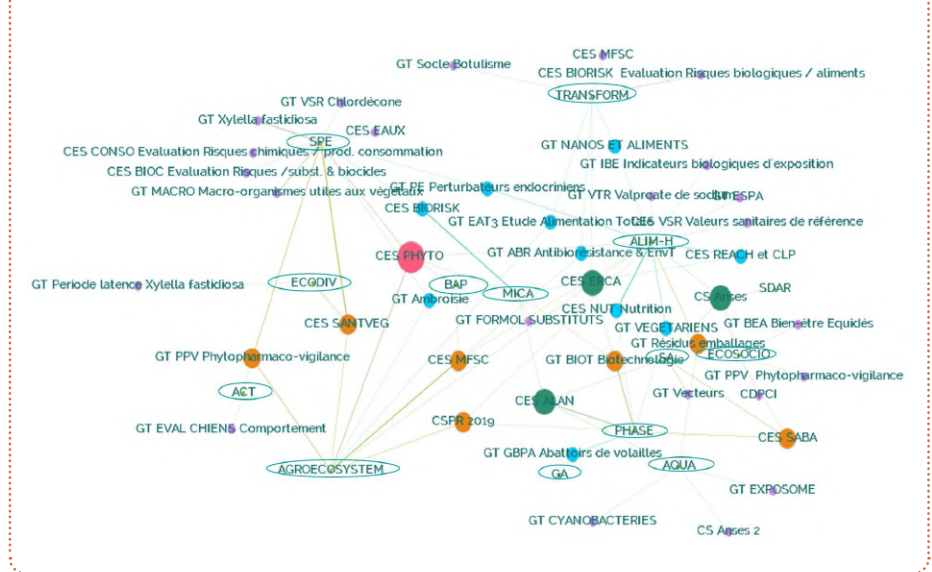 CES MFSC
GT Socle Botulisme
CES BIORISK Evaluation Risques biologiques / aliments
TRANSFORM
GT VSR Chlordécone
GT Xylella fastidiosa
CES EAUX
SPE
GT NANOS ET ALIMENTS
CES CONSO Evaluation Risques chimiques / prod. consommation
GT IBE Indicateurs biologiques d'exposition
CES BIOC Evaluation Risques /subst. & biocides
GT MACRO Macro-organismes utiles aux végétaux
GT PE Perturbateurs endocriniens
GT VTR Valproate de sodium
GT ESPA
CES BIORISK
GT EAT3 Etude Alimentation Totale
CES VSR Valeurs sanitaires de référence
ALIM-H
CES PHYTO
GT ABR Antibiorésistance & EnvT
CES REACH et CLP
ECODIV
BAP
CES ERCA
GT Periode latence Xylella fastidiosa
MICA
SDAR
GT Ambroisie
CS Anses
CES NUT Nutrition
CES SANTVEG
GT FORMOL SUBSTITUTS
GT VEGETARIENS
GT BEA Bien-être Equidés
GT Résidus emballages
GT PPV Phytopharmaco-vigilance
CES MFSC
GT BIOT Biotechnologie
SA
ECOSOCIO
GT PPV Phytopharmaco-vigilance
ACT
CES ALAN
GT Vecteurs
CDPCI
CSPR 2019
GT EVAL CHIENS Comportement
PHASE
CES SABA
GT GBPA Abattoirs de volailles
AGROECOSYSTEM
GA
AQUA
GT EXPOSOME
GT CYANOBACTERIES
CS Anses 2